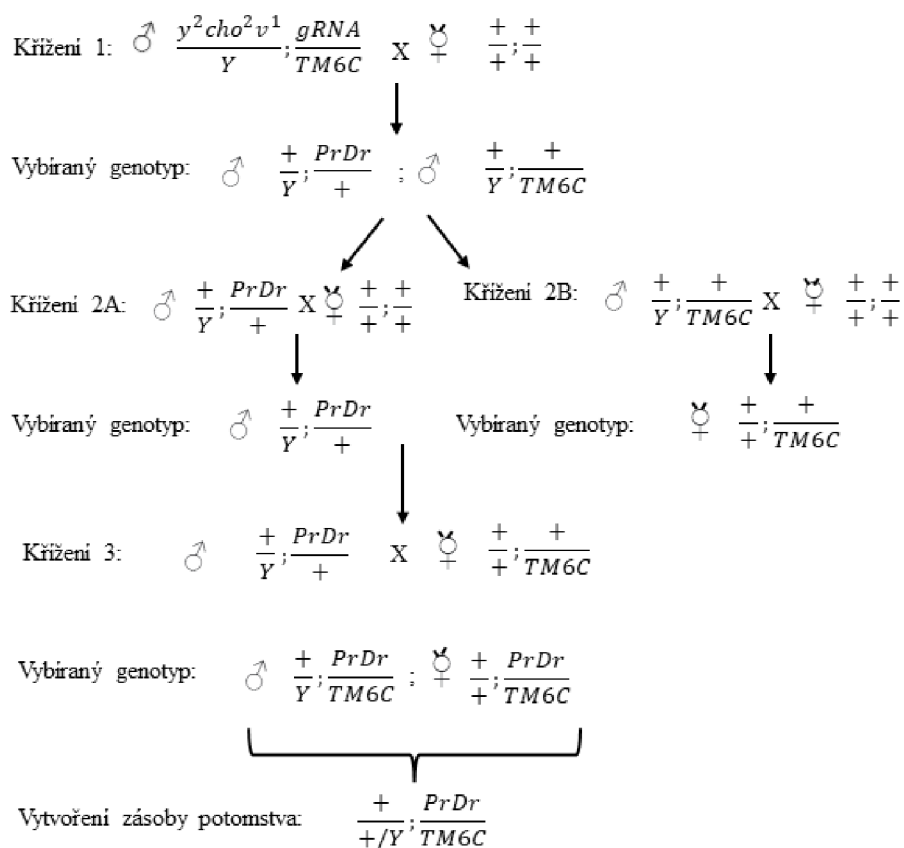 Křížení 1: ♂ y²cho²v¹/Y ; gRNA/TM6C X ☿ +/+ ; +/+
Vybíraný genotyp: ♂ +/Y ; PrDr/+ ; ♂ +/Y ; +/TM6C
Křížení 2A: ♂ +/Y ; PrDr/+ X ☿ +/+ ; +/+ Křížení 2B: ♂ +/Y ; +/TM6C X ☿ +/+ ; +/+
Vybíraný genotyp: ♂ +/Y ; PrDr/+ Vybíraný genotyp: ☿ +/+ ; +/TM6C
Křížení 3: ♂ +/Y ; PrDr/+ X ☿ +/+ ; +/TM6C
Vybíraný genotyp: ♂ +/Y ; PrDr/TM6C ; ☿ +/+ ; PrDr/TM6C
Vytvoření zásoby potomstva: +/+/Y ; PrDr/TM6C